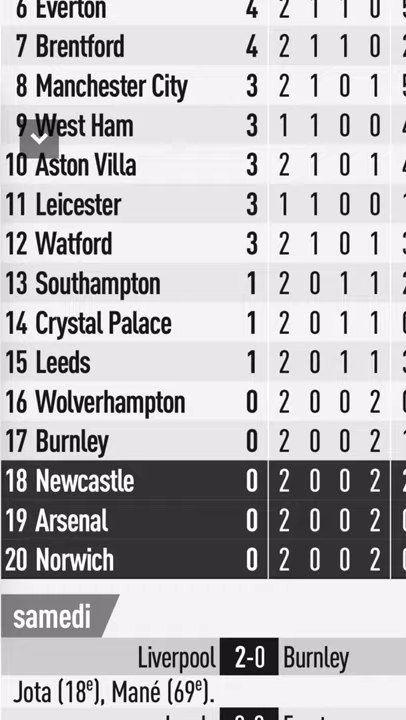 6 Everton 4 2 1 1 0
7 Brentford 4 2 1 1 0
8 Manchester City 3 2 1 0 1
9 West Ham 3 1 1 0 0
10 Aston Villa 3 2 1 0 1
11 Leicester 3 1 1 0 0
12 Watford 3 2 1 0 1
13 Southampton 1 2 0 1 1
14 Crystal Palace 1 2 0 1 1
15 Leeds 1 2 0 1 1
16 Wolverhampton 0 2 0 0 2
17 Burnley 0 2 0 0 2
18 Newcastle 0 2 0 0 2
19 Arsenal 0 2 0 0 2
20 Norwich 0 2 0 0 2
samedi
Liverpool 2-0 Burnley
Jota (18e), Mané (69e).